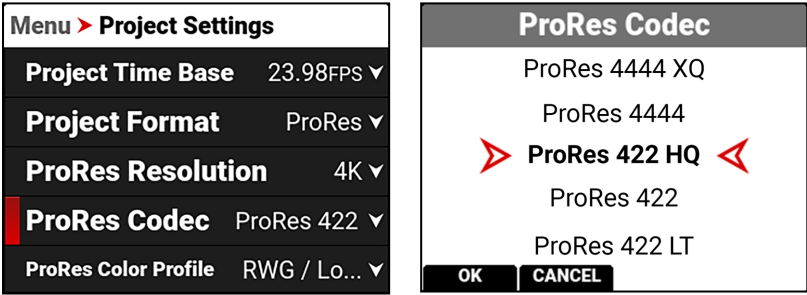 Menu > Project Settings
Project Time Base 23.98FPS
Project Format ProRes
ProRes Resolution 4K
ProRes Codec ProRes 422
ProRes Color Profile RWG / Lo...
ProRes Codec
ProRes 4444 XQ
ProRes 4444
ProRes 422 HQ
ProRes 422
ProRes 422 LT
OK CANCEL